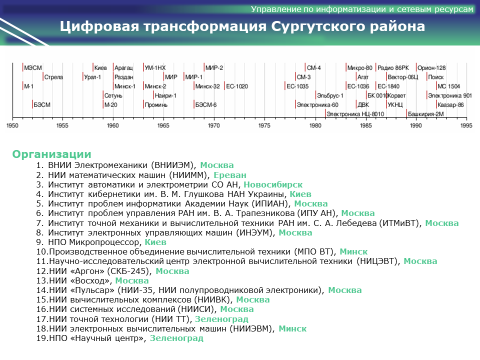 Управление по информатизации и сетевым ресурсам
Цифровая трансформация Сургутского района
МЭСМ Киев Арагац УМ-1НХ МИР-2 СМ-4 Микро-80 Радио 86РК Орион-128
Стрела Урал-1 Раздан МИР МИР-1 СМ-3 Агат Вектор-06Ц Поиск
М-1 Минск-1 Минск-2 Минск-32 ЕС-1020 ЕС-1035 ЕС-1036 ЕС-1840 МС 1504
Сетунь Наири-1 Эльбрус-1 БК 0010 Корвет Электроника 901
БЭСМ М-20 Проминь БЭСМ-6 Электроника 60 ДВК УКНЦ Квазар-86
Электроника НЦ-8010 Башкирия-2М
1950 1955 1960 1965 1970 1975 1980 1985 1990 1995
Организации
1. ВНИИ Электромеханики (ВНИИЭМ), Москва
2. НИИ математических машин (НИИММ), Ереван
3. Институт автоматики и электрометрии СО АН, Новосибирск
4. Институт кибернетики им. В. М. Глушкова НАН Украины, Киев
5. Институт проблем информатики Академии Наук (ИПИАН), Москва
6. Институт проблем управления РАН им. В. А. Трапезникова (ИПУ АН), Москва
7. Институт точной механики и вычислительной техники РАН им. С. А. Лебедева (ИТМиВТ), Москва
8. Институт электронных управляющих машин (ИНЭУМ), Москва
9. НПО Микропроцессор, Киев
10.Производственное объединение вычислительной техники (МПО ВТ), Минск
11.Научно-исследовательский центр электронной вычислительной техники (НИЦЭВТ), Москва
12.НИИ «Аргон» (СКБ-245), Москва
13.НИИ «Восход», Москва
14.НИИ «Пульсар» (НИИ-35, НИИ полупроводниковой электроники), Москва
15.НИИ вычислительных комплексов (НИИВК), Москва
16.НИИ системных исследований (НИИСИ), Москва
17.НИИ точной технологии (НИИ ТТ), Зеленоград
18.НИИ электронных вычислительных машин (НИИЭВМ), Минск
19.НПО «Научный центр», Зеленоград